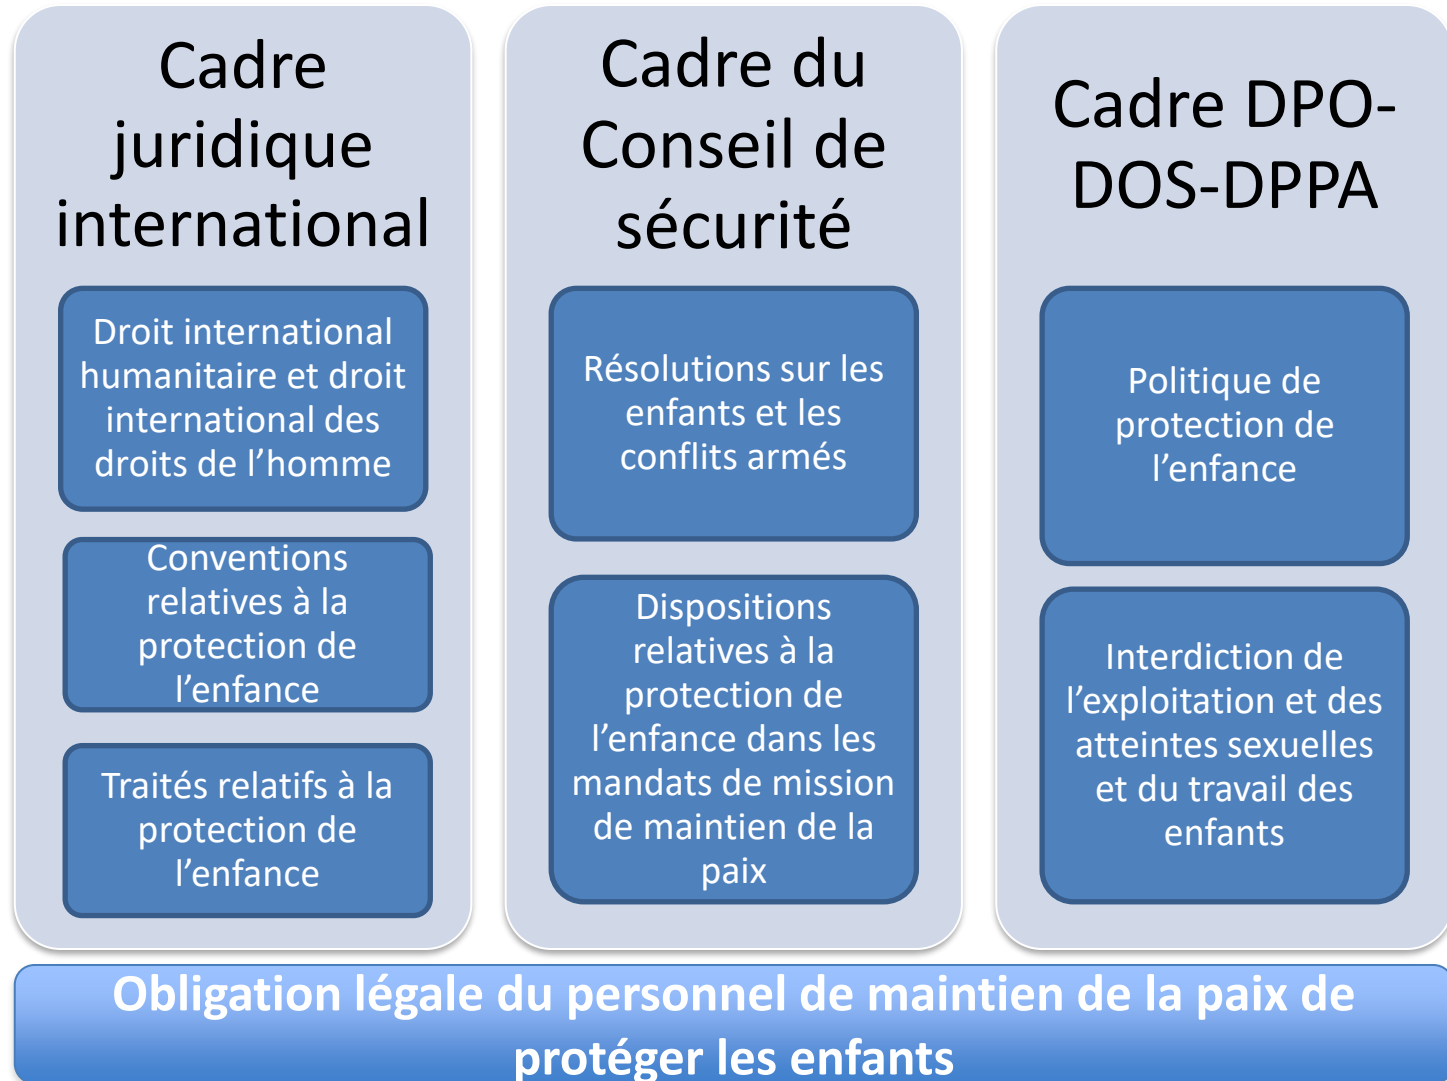 Cadre
juridique
international
Droit international
humanitaire et droit
international des
droits de l’homme
Conventions
relatives à la
protection de
l’enfance
Traités relatifs à la
protection de
l’enfance
Cadre du
Conseil de
sécurité
Résolutions sur les
enfants et les
conflits armés
Dispositions
relatives à la
protection de
l’enfance dans les
mandats de mission
de maintien de la
paix
Cadre DPO-
DOS-DPPA
Politique de
protection de
l’enfance
Interdiction de
l’exploitation et des
atteintes sexuelles
et du travail des
enfants
Obligation légale du personnel de maintien de la paix de
protéger les enfants